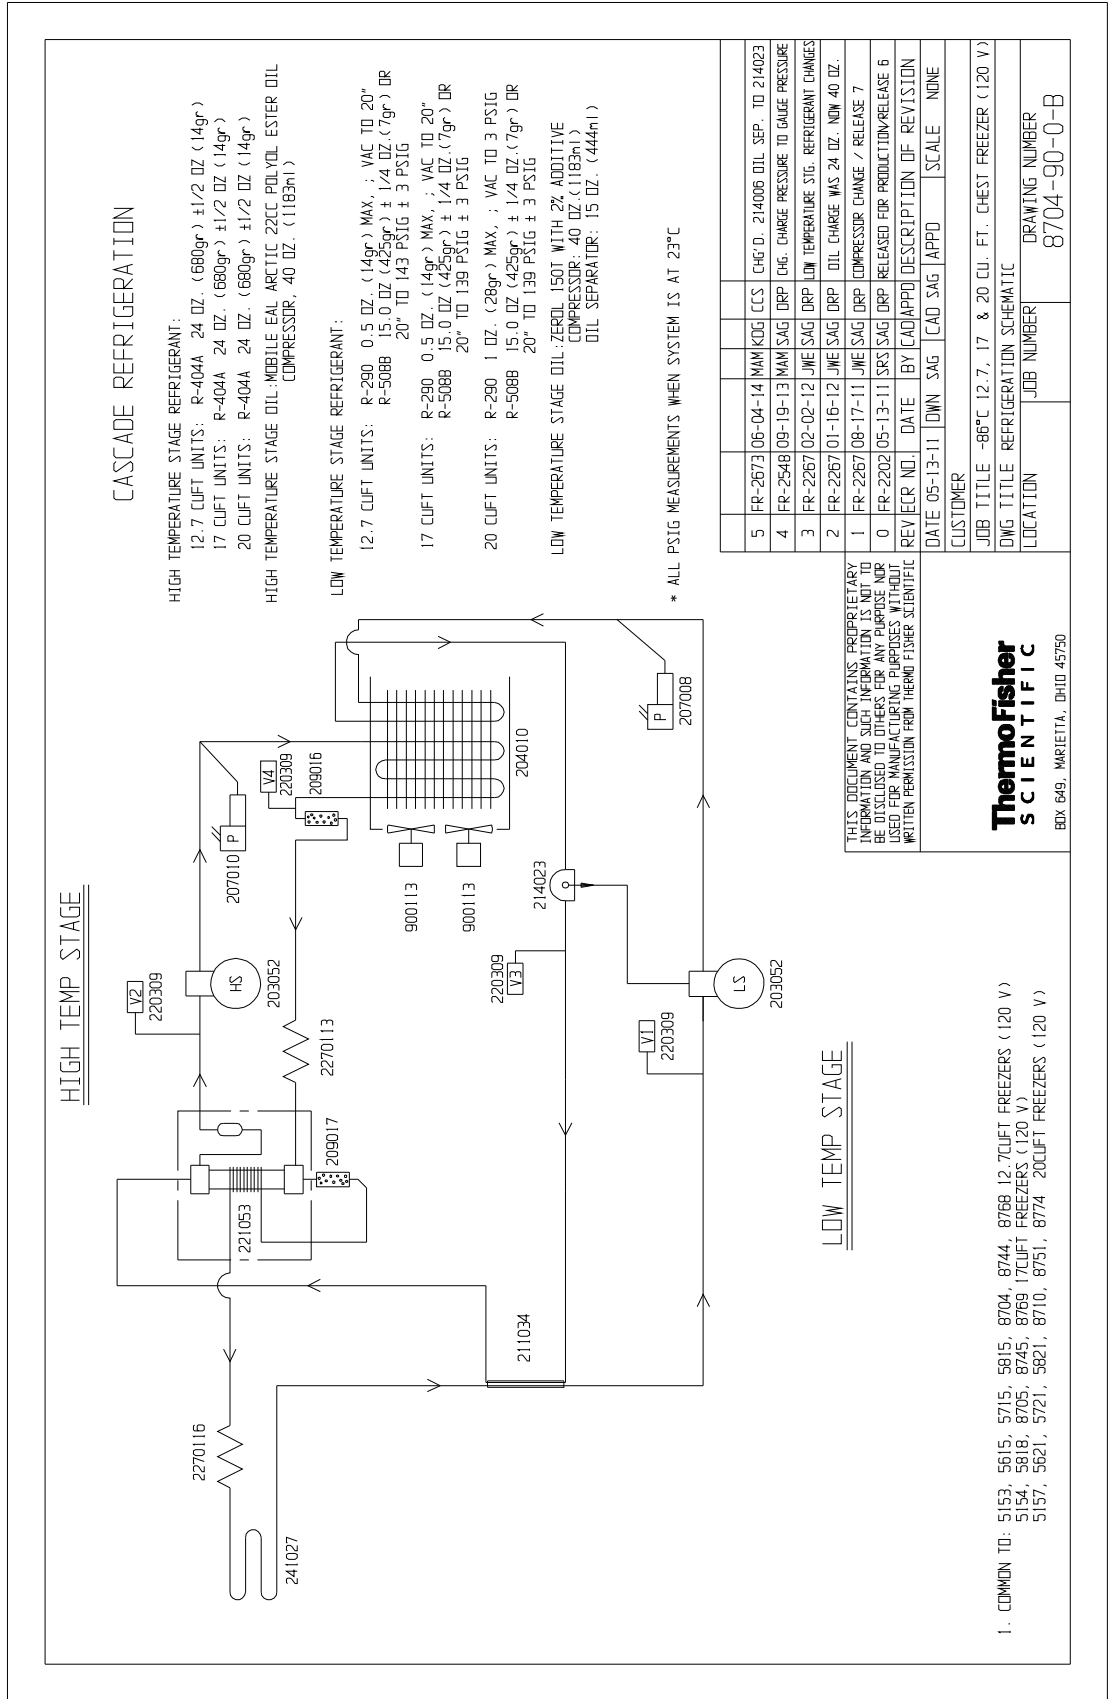 CASCADE REFRIGERATION
HIGH TEMPERATURE STAGE REFRIGERANT:
12.7 CUFT UNITS: R-404A 24 OZ. (680gr) ±1/2 OZ (14gr)
17 CUFT UNITS: R-404A 24 OZ. (680gr) ±1/2 OZ (14gr)
20 CUFT UNITS: R-404A 24 OZ. (680gr) ±1/2 OZ (14gr)
HIGH TEMPERATURE STAGE OIL:MOBILE EAL ARCTIC 22CC POLYOL ESTER OIL
COMPRESSOR, 40 OZ. (1183ml)
LOW TEMPERATURE STAGE REFRIGERANT:
12.7 CUFT UNITS: R-290 0.5 OZ. (14gr) MAX, ; VAC TO 20"
R-508B 15.0 OZ (425gr) ± 1/4 OZ.(7gr) OR
20" TO 143 PSIG ± 3 PSIG
17 CUFT UNITS: R-290 0.5 OZ. (14gr) MAX, ; VAC TO 20"
R-508B 15.0 OZ (425gr) ± 1/4 OZ.(7gr) OR
20" TO 139 PSIG ± 3 PSIG
20 CUFT UNITS: R-290 1 OZ. (28gr) MAX, ; VAC TO 3 PSIG
R-508B 15.0 OZ (425gr) ± 1/4 OZ.(7gr) OR
20" TO 139 PSIG ± 3 PSIG
LOW TEMPERATURE STAGE OIL:ZEROL 150T WITH 2% ADDITIVE
COMPRESSOR: 40 OZ.(1183ml)
OIL SEPARATOR: 15 OZ. (444ml)
* ALL PSIG MEASUREMENTS WHEN SYSTEM IS AT 23°C
HIGH TEMP STAGE
V2
220309
HS
203052
207010
P
V4
220309
209016
2270113
209017
221053
2270116
241027
900113
900113
204010
214023
220309
V3
211034
P
207008
V1
220309
LS
203052
LOW TEMP STAGE
1. COMMON TO: 5153, 5615, 5715, 5815, 8704, 8744, 8768 12.7CUFT FREEZERS (120 V)
5154, 5818, 8705, 8745, 8769 17CUFT FREEZERS (120 V)
5157, 5621, 5721, 5821, 8710, 8751, 8774 20CUFT FREEZERS (120 V)
5 FR-2673 06-04-14 MAM KDG CCS CHG'D. 214006 OIL SEP. TO 214023
4 FR-2548 09-19-13 MAM SAG DRP CHG. CHARGE PRESSURE TO GAUGE PRESSURE
3 FR-2267 02-02-12 JWE SAG DRP LOW TEMPERATURE STG. REFRIGERANT CHANGES
2 FR-2267 01-16-12 JWE SAG DRP OIL CHARGE WAS 24 OZ. NOW 40 OZ.
1 FR-2267 08-17-11 JWE SAG DRP COMPRESSOR CHANGE / RELEASE 7
0 FR-2202 05-13-11 SRS SAG DRP RELEASED FOR PRODUCTION/RELEASE 6
REV ECR NO. DATE BY CAD APPD DESCRIPTION OF REVISION
DATE 05-13-11 DWN SAG CAD SAG APPD SCALE NONE
CUSTOMER
JOB TITLE -86°C 12.7, 17 & 20 CU. FT. CHEST FREEZER (120 V)
DWG TITLE REFRIGERATION SCHEMATIC
LOCATION JOB NUMBER DRAWING NUMBER
8704-90-0-B
THIS DOCUMENT CONTAINS PROPRIETARY
INFORMATION AND SUCH INFORMATION IS NOT TO
BE DISCLOSED TO OTHERS FOR ANY PURPOSE NOR
USED FOR MANUFACTURING PURPOSES WITHOUT
WRITTEN PERMISSION FROM THERMO FISHER SCIENTIFIC
ThermoFisher
SCIENTIFIC
BOX 649, MARIETTA, OHIO 45750